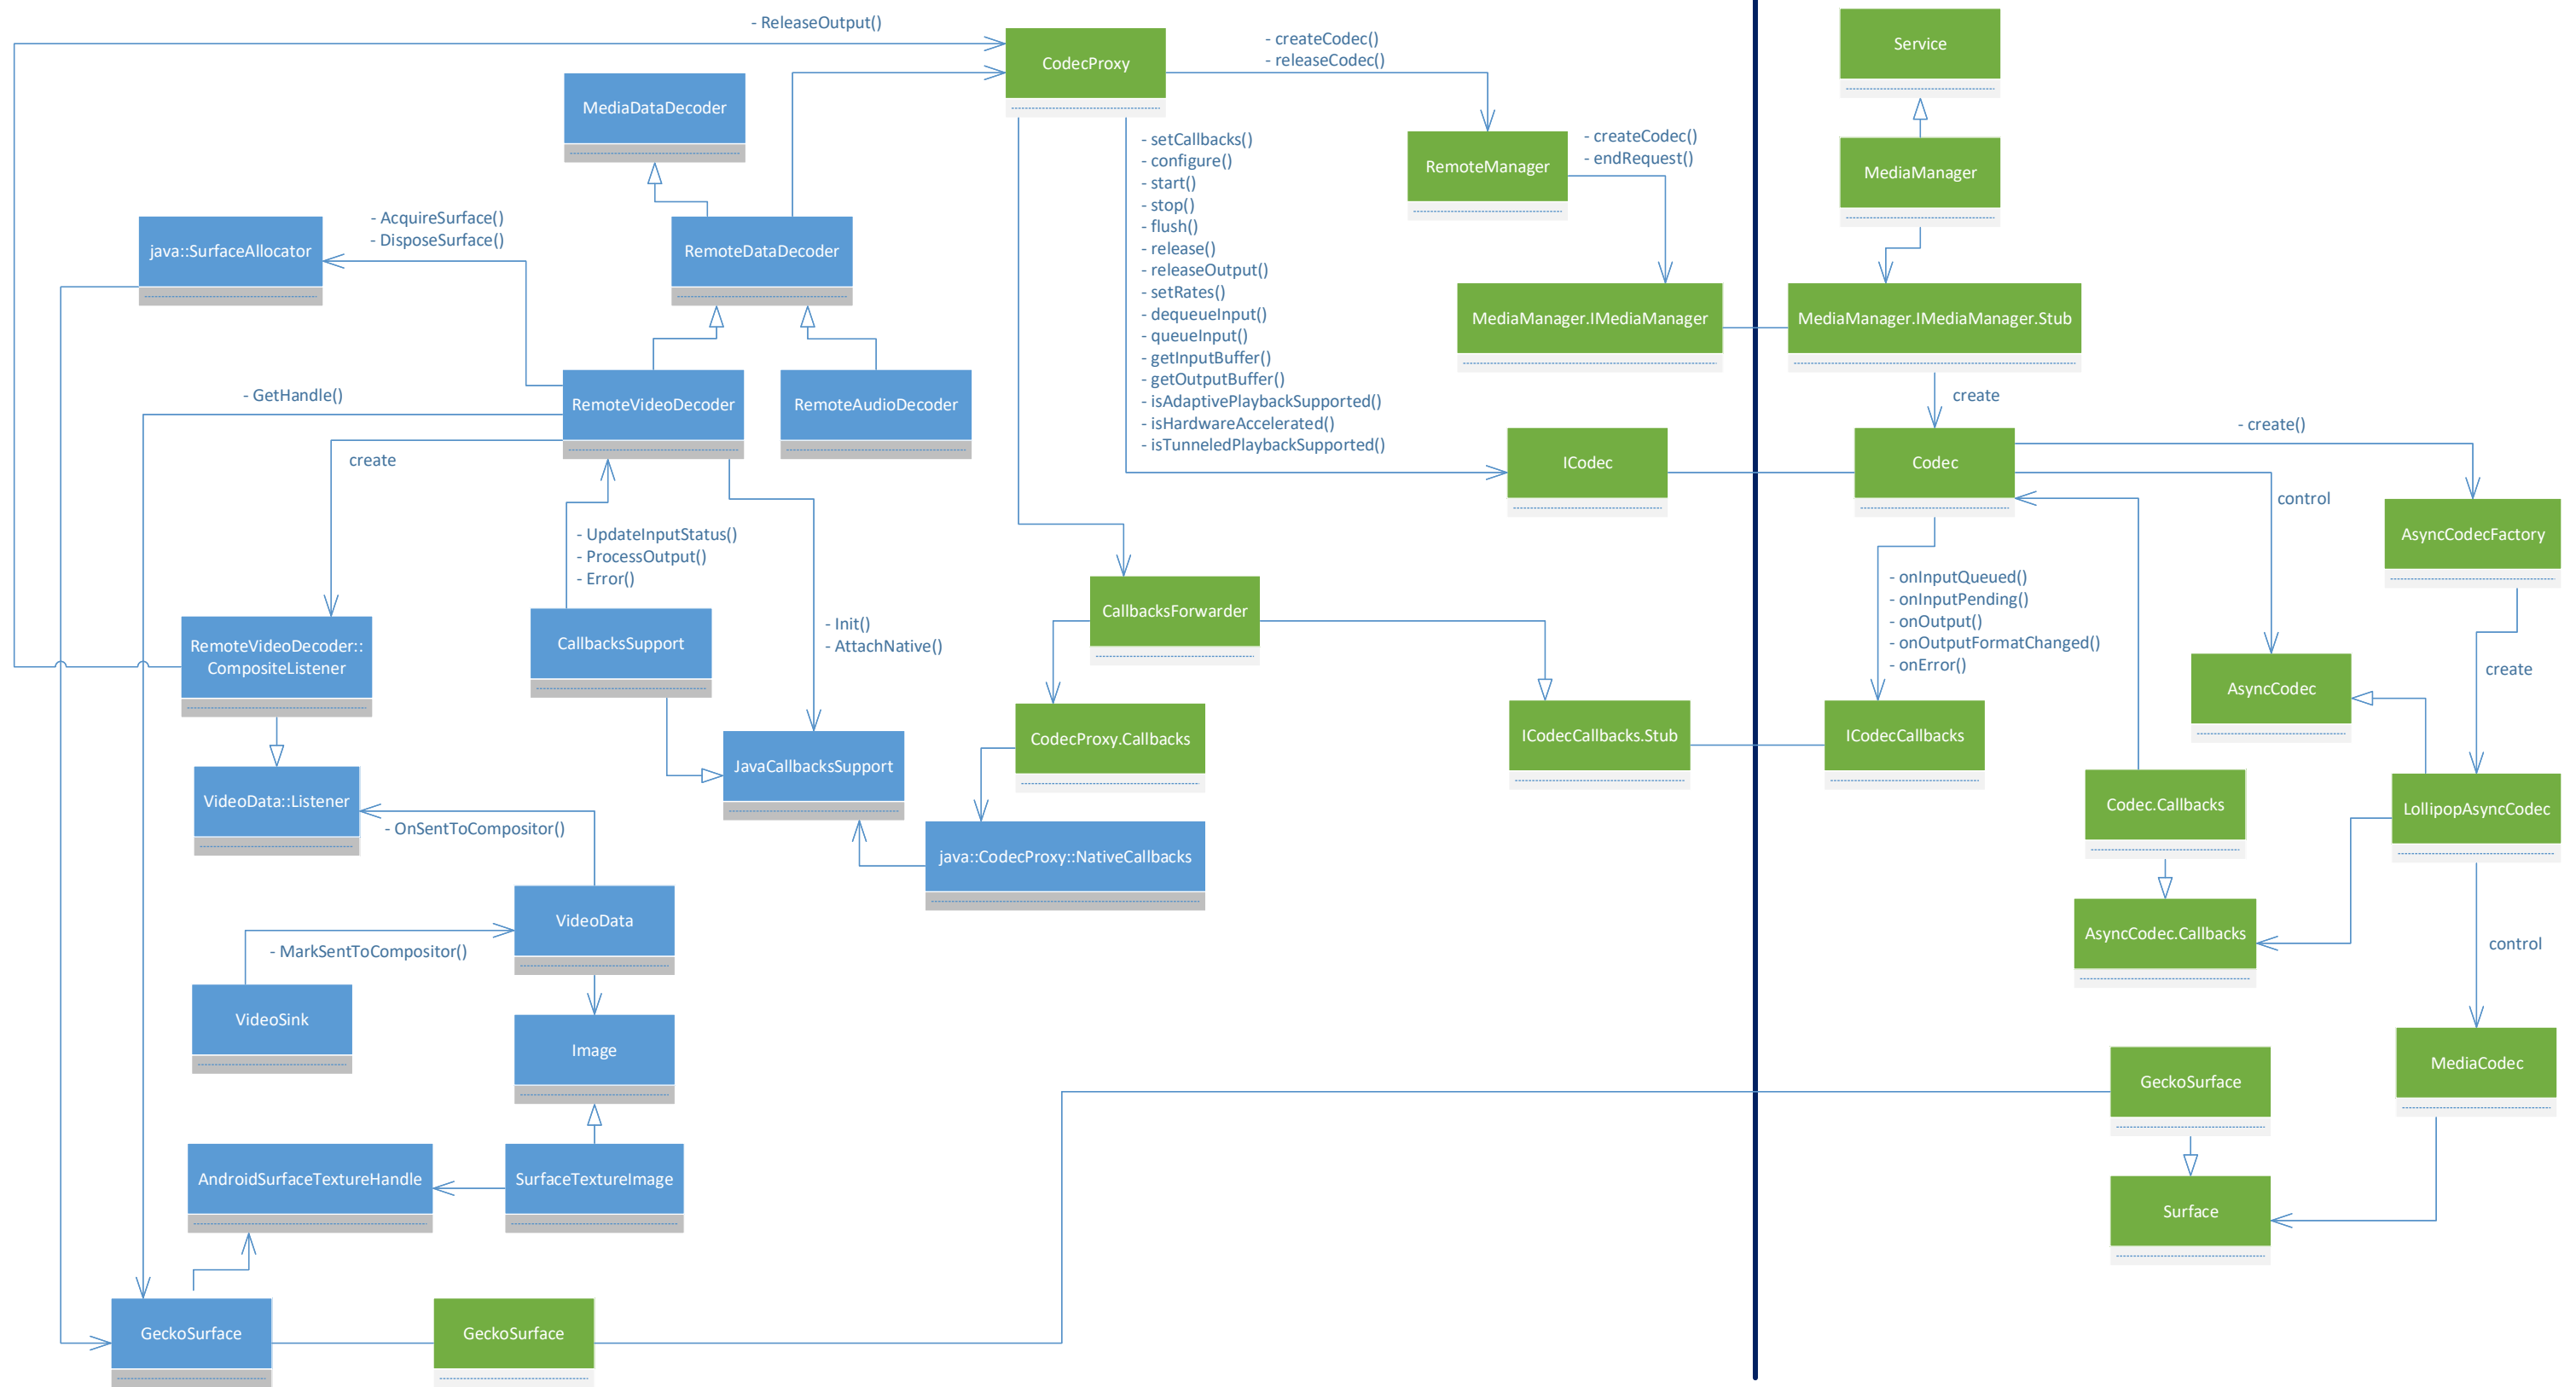 - ReleaseOutput()
CodecProxy
- createCodec()
- releaseCodec()
Service
MediaDataDecoder
- setCallbacks()
- configure()
- start()
- stop()
- flush()
- release()
- releaseOutput()
- setRates()
- dequeueInput()
- queueInput()
- getInputBuffer()
- getOutputBuffer()
- isAdaptivePlaybackSupported()
- isHardwareAccelerated()
- isTunneledPlaybackSupported()
RemoteManager
- createCodec()
- endRequest()
MediaManager
- AcquireSurface()
- DisposeSurface()
java::SurfaceAllocator
RemoteDataDecoder
MediaManager.IMediaManager
MediaManager.IMediaManager.Stub
- GetHandle()
RemoteVideoDecoder
RemoteAudioDecoder
create
create
- create()
ICodec
Codec
control
AsyncCodecFactory
- UpdateInputStatus()
- ProcessOutput()
- Error()
- onInputQueued()
- onInputPending()
- onOutput()
- onOutputFormatChanged()
- onError()
CallbacksForwarder
- Init()
- AttachNative()
RemoteVideoDecoder::
CompositeListener
CallbacksSupport
create
AsyncCodec
CodecProxy.Callbacks
ICodecCallbacks.Stub
ICodecCallbacks
JavaCallbacksSupport
VideoData::Listener
- OnSentToCompositor()
Codec.Callbacks
LollipopAsyncCodec
java::CodecProxy::NativeCallbacks
VideoData
- MarkSentToCompositor()
AsyncCodec.Callbacks
control
VideoSink
Image
MediaCodec
GeckoSurface
AndroidSurfaceTextureHandle
SurfaceTextureImage
Surface
GeckoSurface
GeckoSurface